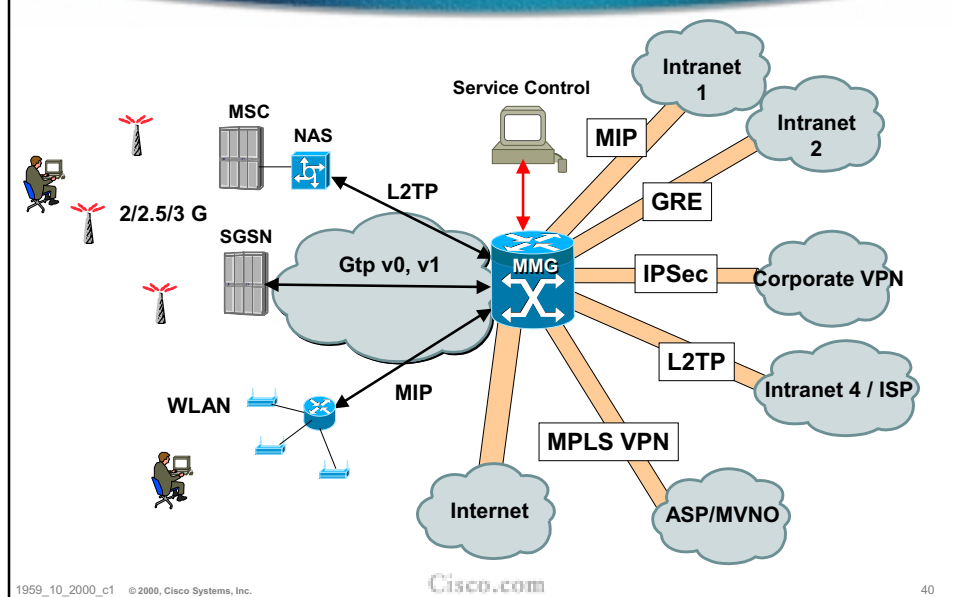 Intranet
1
Service Control
MSC
Intranet
2
NAS
MIP
L2TP
GRE
2/2.5/3 G
SGSN
Gtp v0, v1
MMG
IPSec
Corporate VPN
L2TP
MIP
Intranet 4 / ISP
WLAN
MPLS VPN
Internet
ASP/MVNO
1959_10_2000_c1 © 2000, Cisco Systems, Inc.
Cisco.com
40